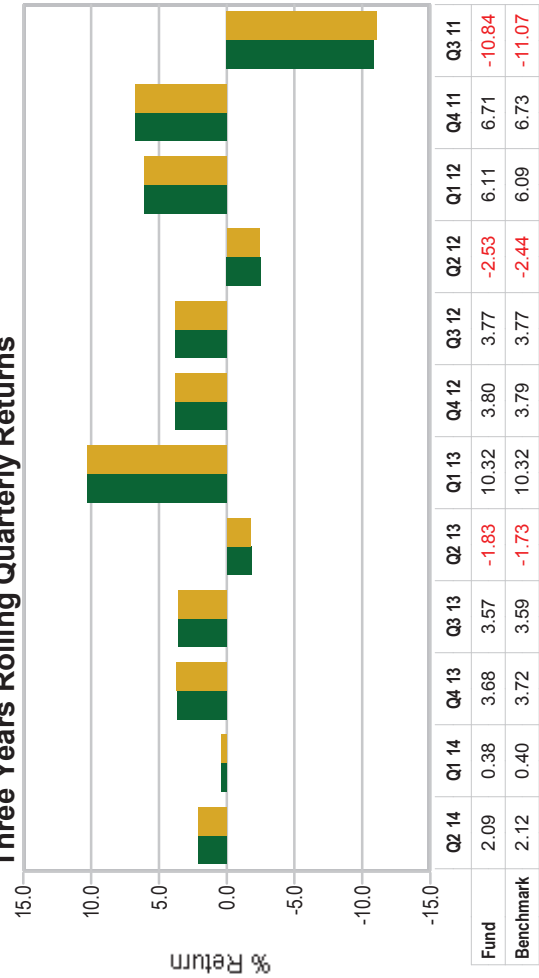 Three Years Rolling Quarterly Returns
15.0
10.0
5.0
0.0
-5.0
-10.0
-15.0
% Return
Q2 14 Q1 14 Q4 13 Q3 13 Q2 13 Q1 13 Q4 12 Q3 12 Q2 12 Q1 12 Q4 11 Q3 11
Fund 2.09 0.38 3.68 3.57 -1.83 10.32 3.80 3.77 -2.53 6.11 6.71 -10.84
Benchmark 2.12 0.40 3.72 3.59 -1.73 10.32 3.79 3.77 -2.44 6.09 6.73 -11.07